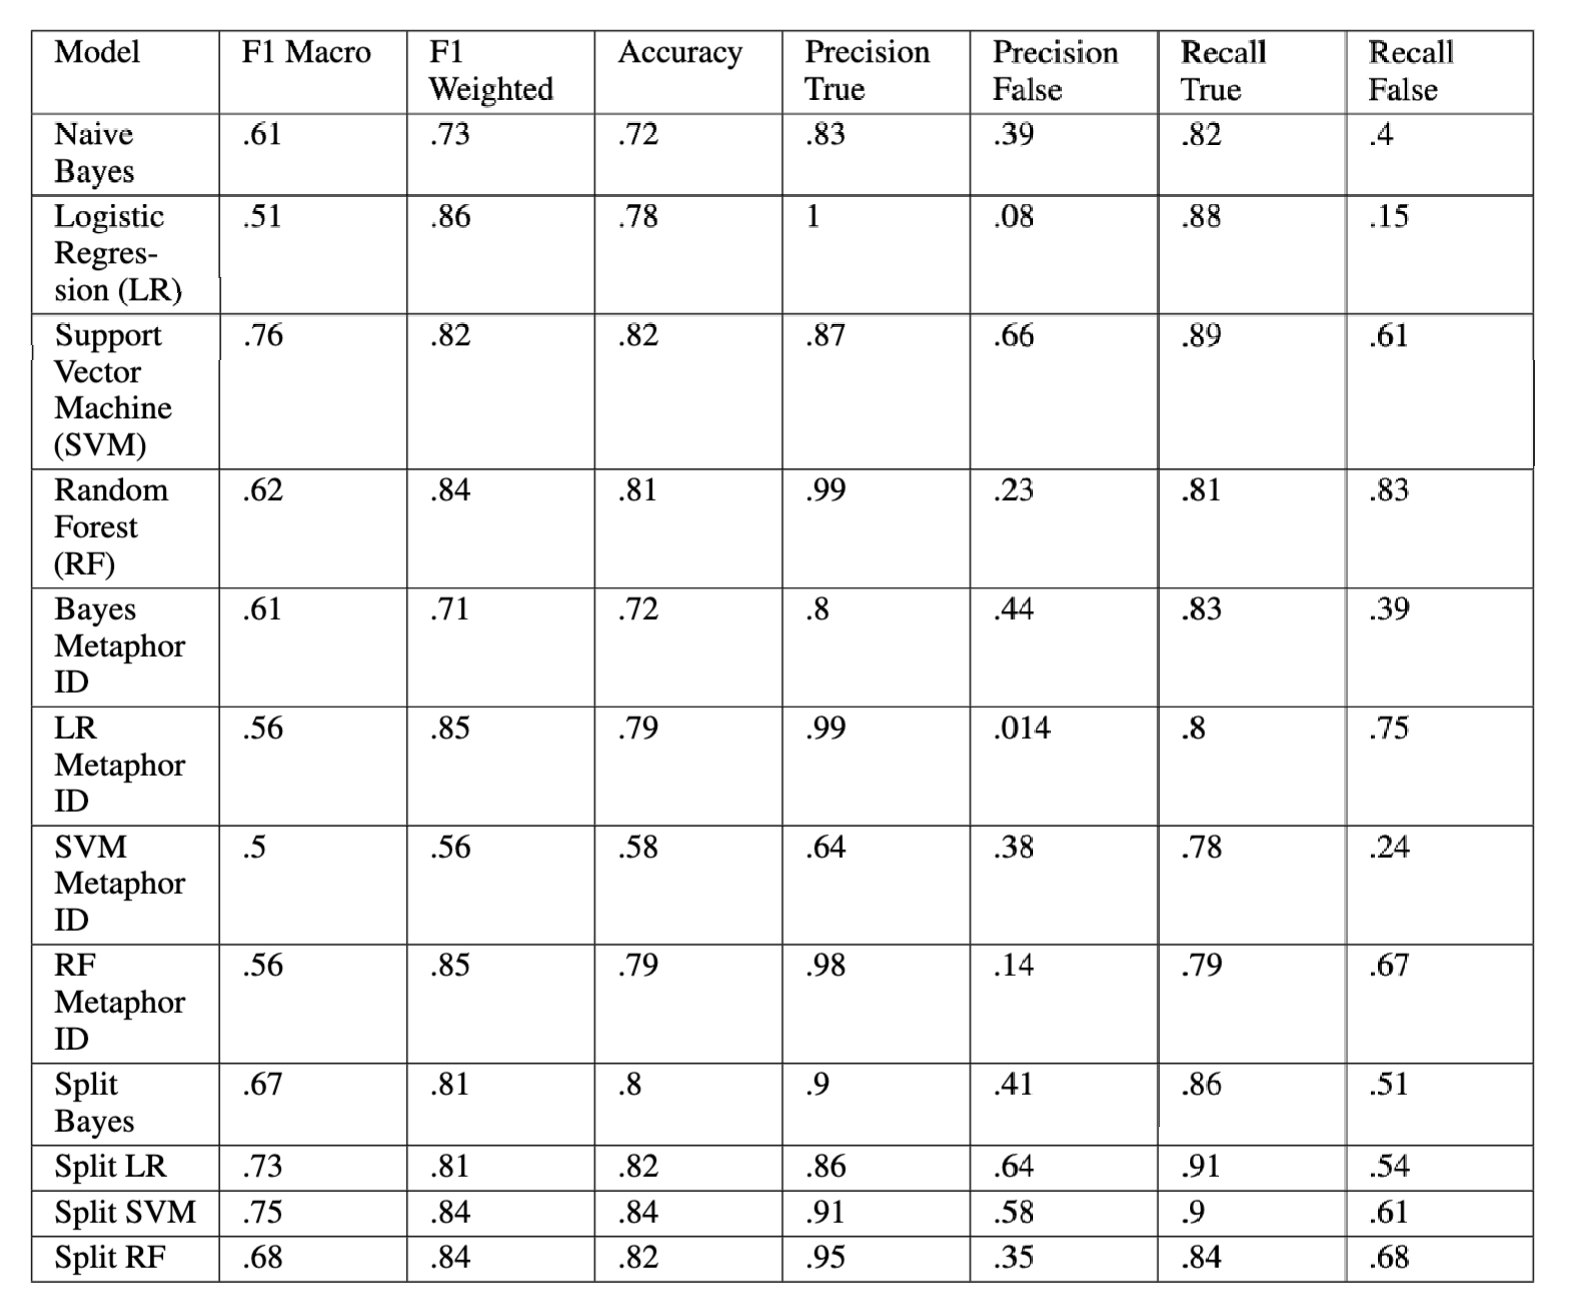 Model F1 Macro F1 Weighted Accuracy Precision True Precision False Recall True Recall False
Naive Bayes .61 .73 .72 .83 .39 .82 .4
Logistic Regres-sion (LR) .51 .86 .78 1 .08 .88 .15
Support Vector Machine (SVM) .76 .82 .82 .87 .66 .89 .61
Random Forest (RF) .62 .84 .81 .99 .23 .81 .83
Bayes Metaphor ID .61 .71 .72 .8 .44 .83 .39
LR Metaphor ID .56 .85 .79 .99 .014 .8 .75
SVM Metaphor ID .5 .56 .58 .64 .38 .78 .24
RF Metaphor ID .56 .85 .79 .98 .14 .79 .67
Split Bayes .67 .81 .8 .9 .41 .86 .51
Split LR .73 .81 .82 .86 .64 .91 .54
Split SVM .75 .84 .84 .91 .58 .9 .61
Split RF .68 .84 .82 .95 .35 .84 .68